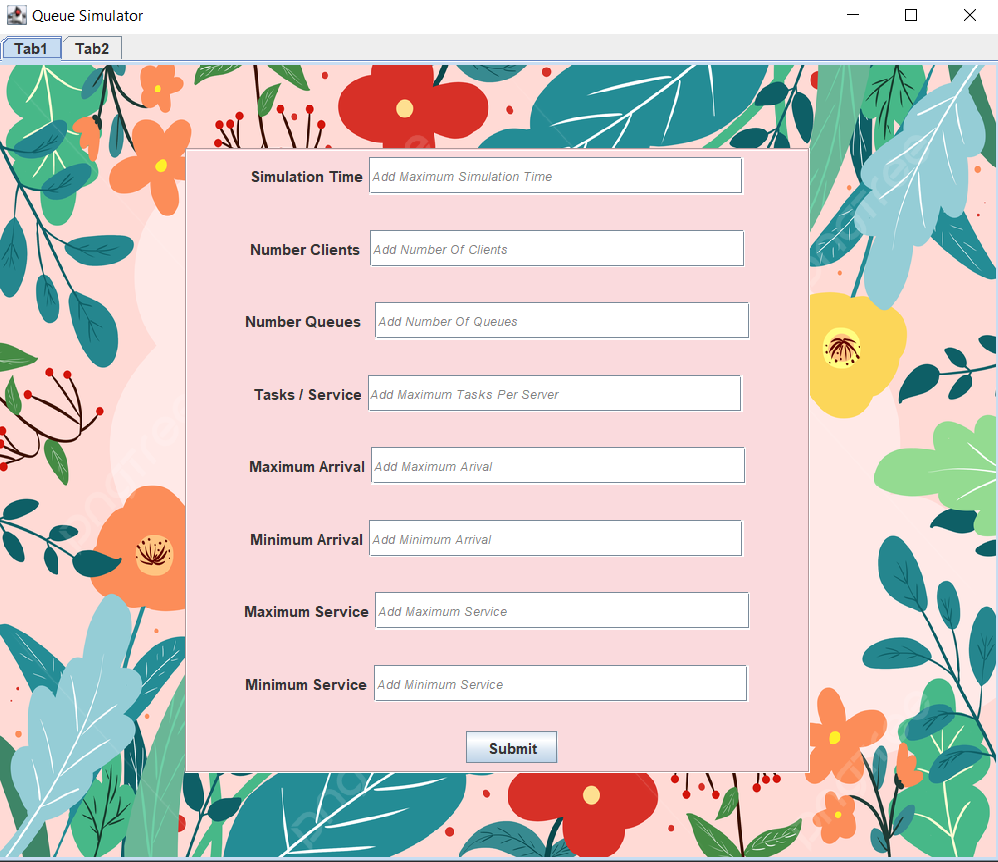 Queue Simulator
Tab1 Tab2
Simulation Time Add Maximum Simulation Time
Number Clients Add Number Of Clients
Number Queues Add Number Of Queues
Tasks / Service Add Maximum Tasks Per Server
Maximum Arrival Add Maximum Arival
Minimum Arrival Add Minimum Arrival
Maximum Service Add Maximum Service
Minimum Service Add Minimum Service
Submit